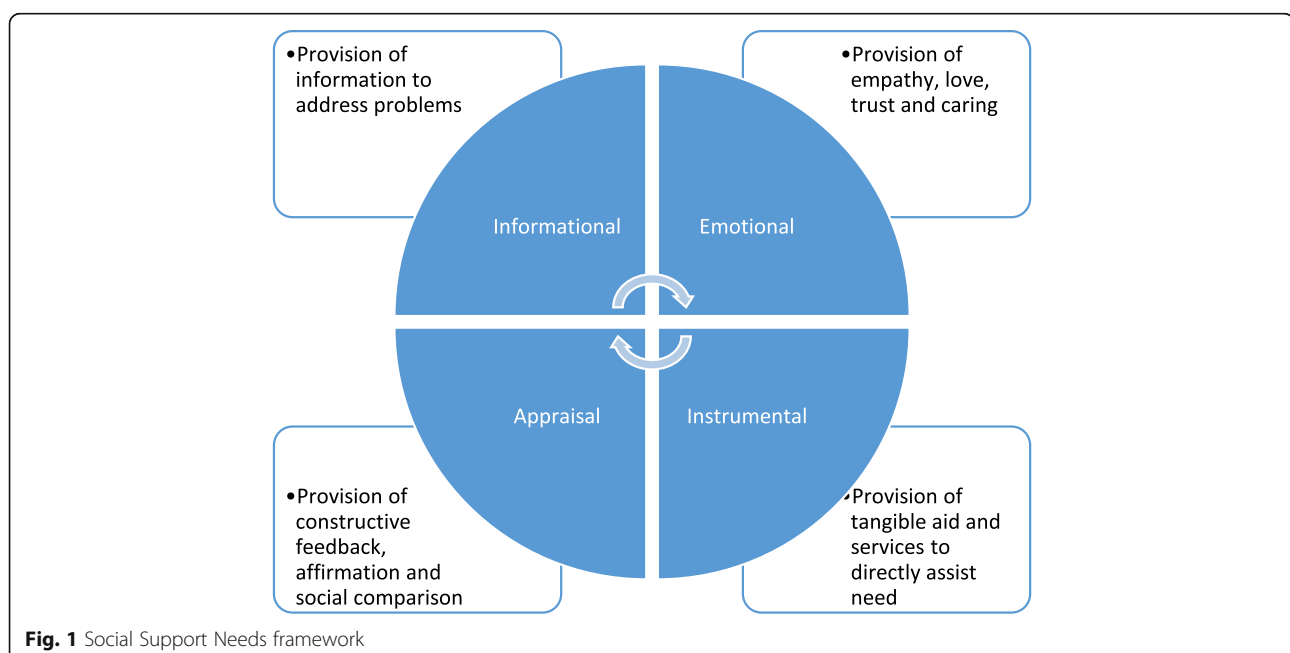 •Provision of
information to
address problems
•Provision of
empathy, love,
trust and caring
Informational
Emotional
Appraisal
Instrumental
•Provision of
constructive
feedback,
affirmation and
social comparison
•Provision of
tangible aid and
services to
directly assist
need
Fig. 1 Social Support Needs framework